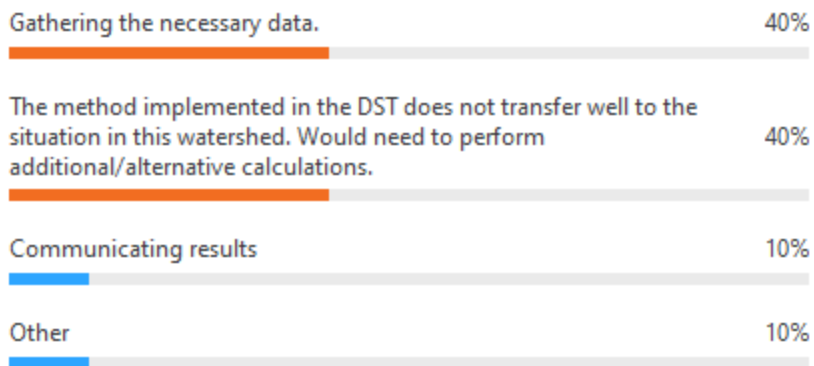 Gathering the necessary data.
40%
The method implemented in the DST does not transfer well to the
situation in this watershed. Would need to perform
additional/alternative calculations.
40%
Communicating results
10%
Other
10%